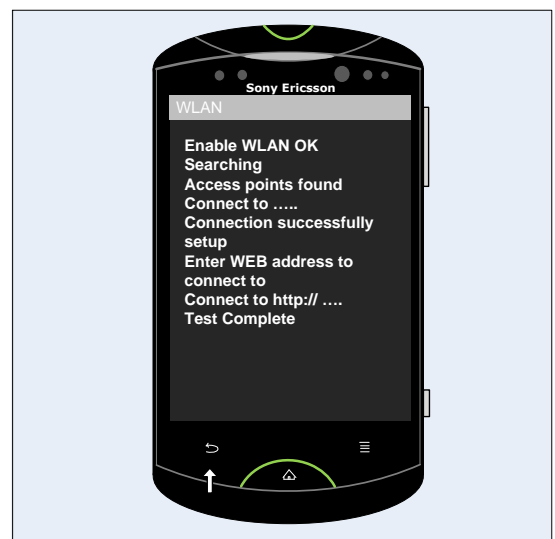 Sony Ericsson
WLAN
Enable WLAN OK
Searching
Access points found
Connect to .....
Connection successfully
setup
Enter WEB address to
connect to
Connect to http:// ....
Test Complete